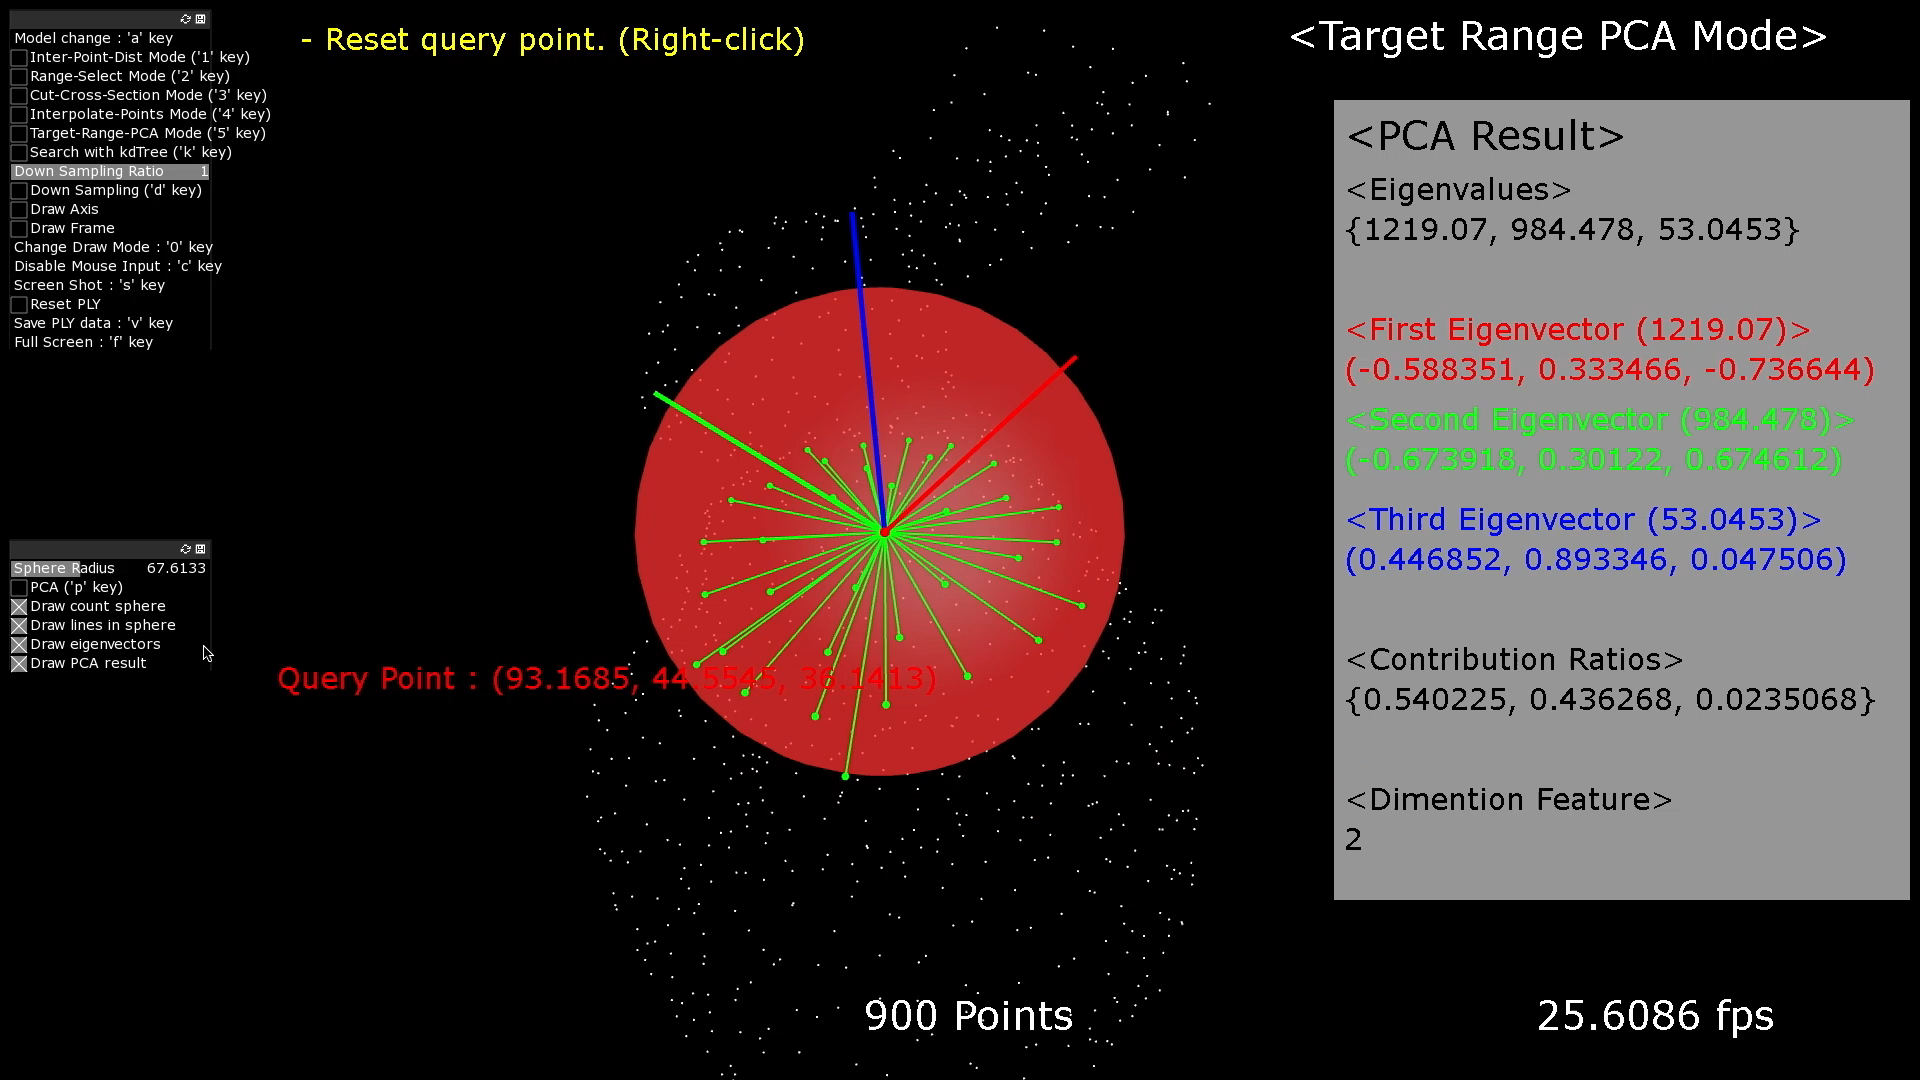 Model change : 'a' key
Inter-Point-Dist Mode ('1' key)
Range-Select Mode ('2' key)
Cut-Cross-Section Mode ('3' key)
Interpolate-Points Mode ('4' key)
Target-Range-PCA Mode ('5' key)
Search with kdTree ('k' key)
Down Sampling Ratio 1
Down Sampling ('d' key)
Draw Axis
Draw Frame
Change Draw Mode : '0' key
Disable Mouse Input : 'c' key
Screen Shot : 's' key
Reset PLY
Save PLY data : 'v' key
Full Screen : 'f' key
- Reset query point. (Right-click)
<Target Range PCA Mode>
<PCA Result>
<Eigenvalues>
{1219.07, 984.478, 53.0453}
<First Eigenvector (1219.07)>
(-0.588351, 0.333466, -0.736644)
<Second Eigenvector (984.478)>
(-0.673918, 0.30122, 0.674612)
<Third Eigenvector (53.0453)>
(0.446852, 0.893346, 0.047506)
<Contribution Ratios>
{0.540225, 0.436268, 0.0235068}
<Dimention Feature>
2
Sphere Radius 67.6133
PCA ('p' key)
Draw count sphere
Draw lines in sphere
Draw eigenvectors
Draw PCA result
Query Point : (93.1685, 44.5545, 36.1413)
900 Points
25.6086 fps